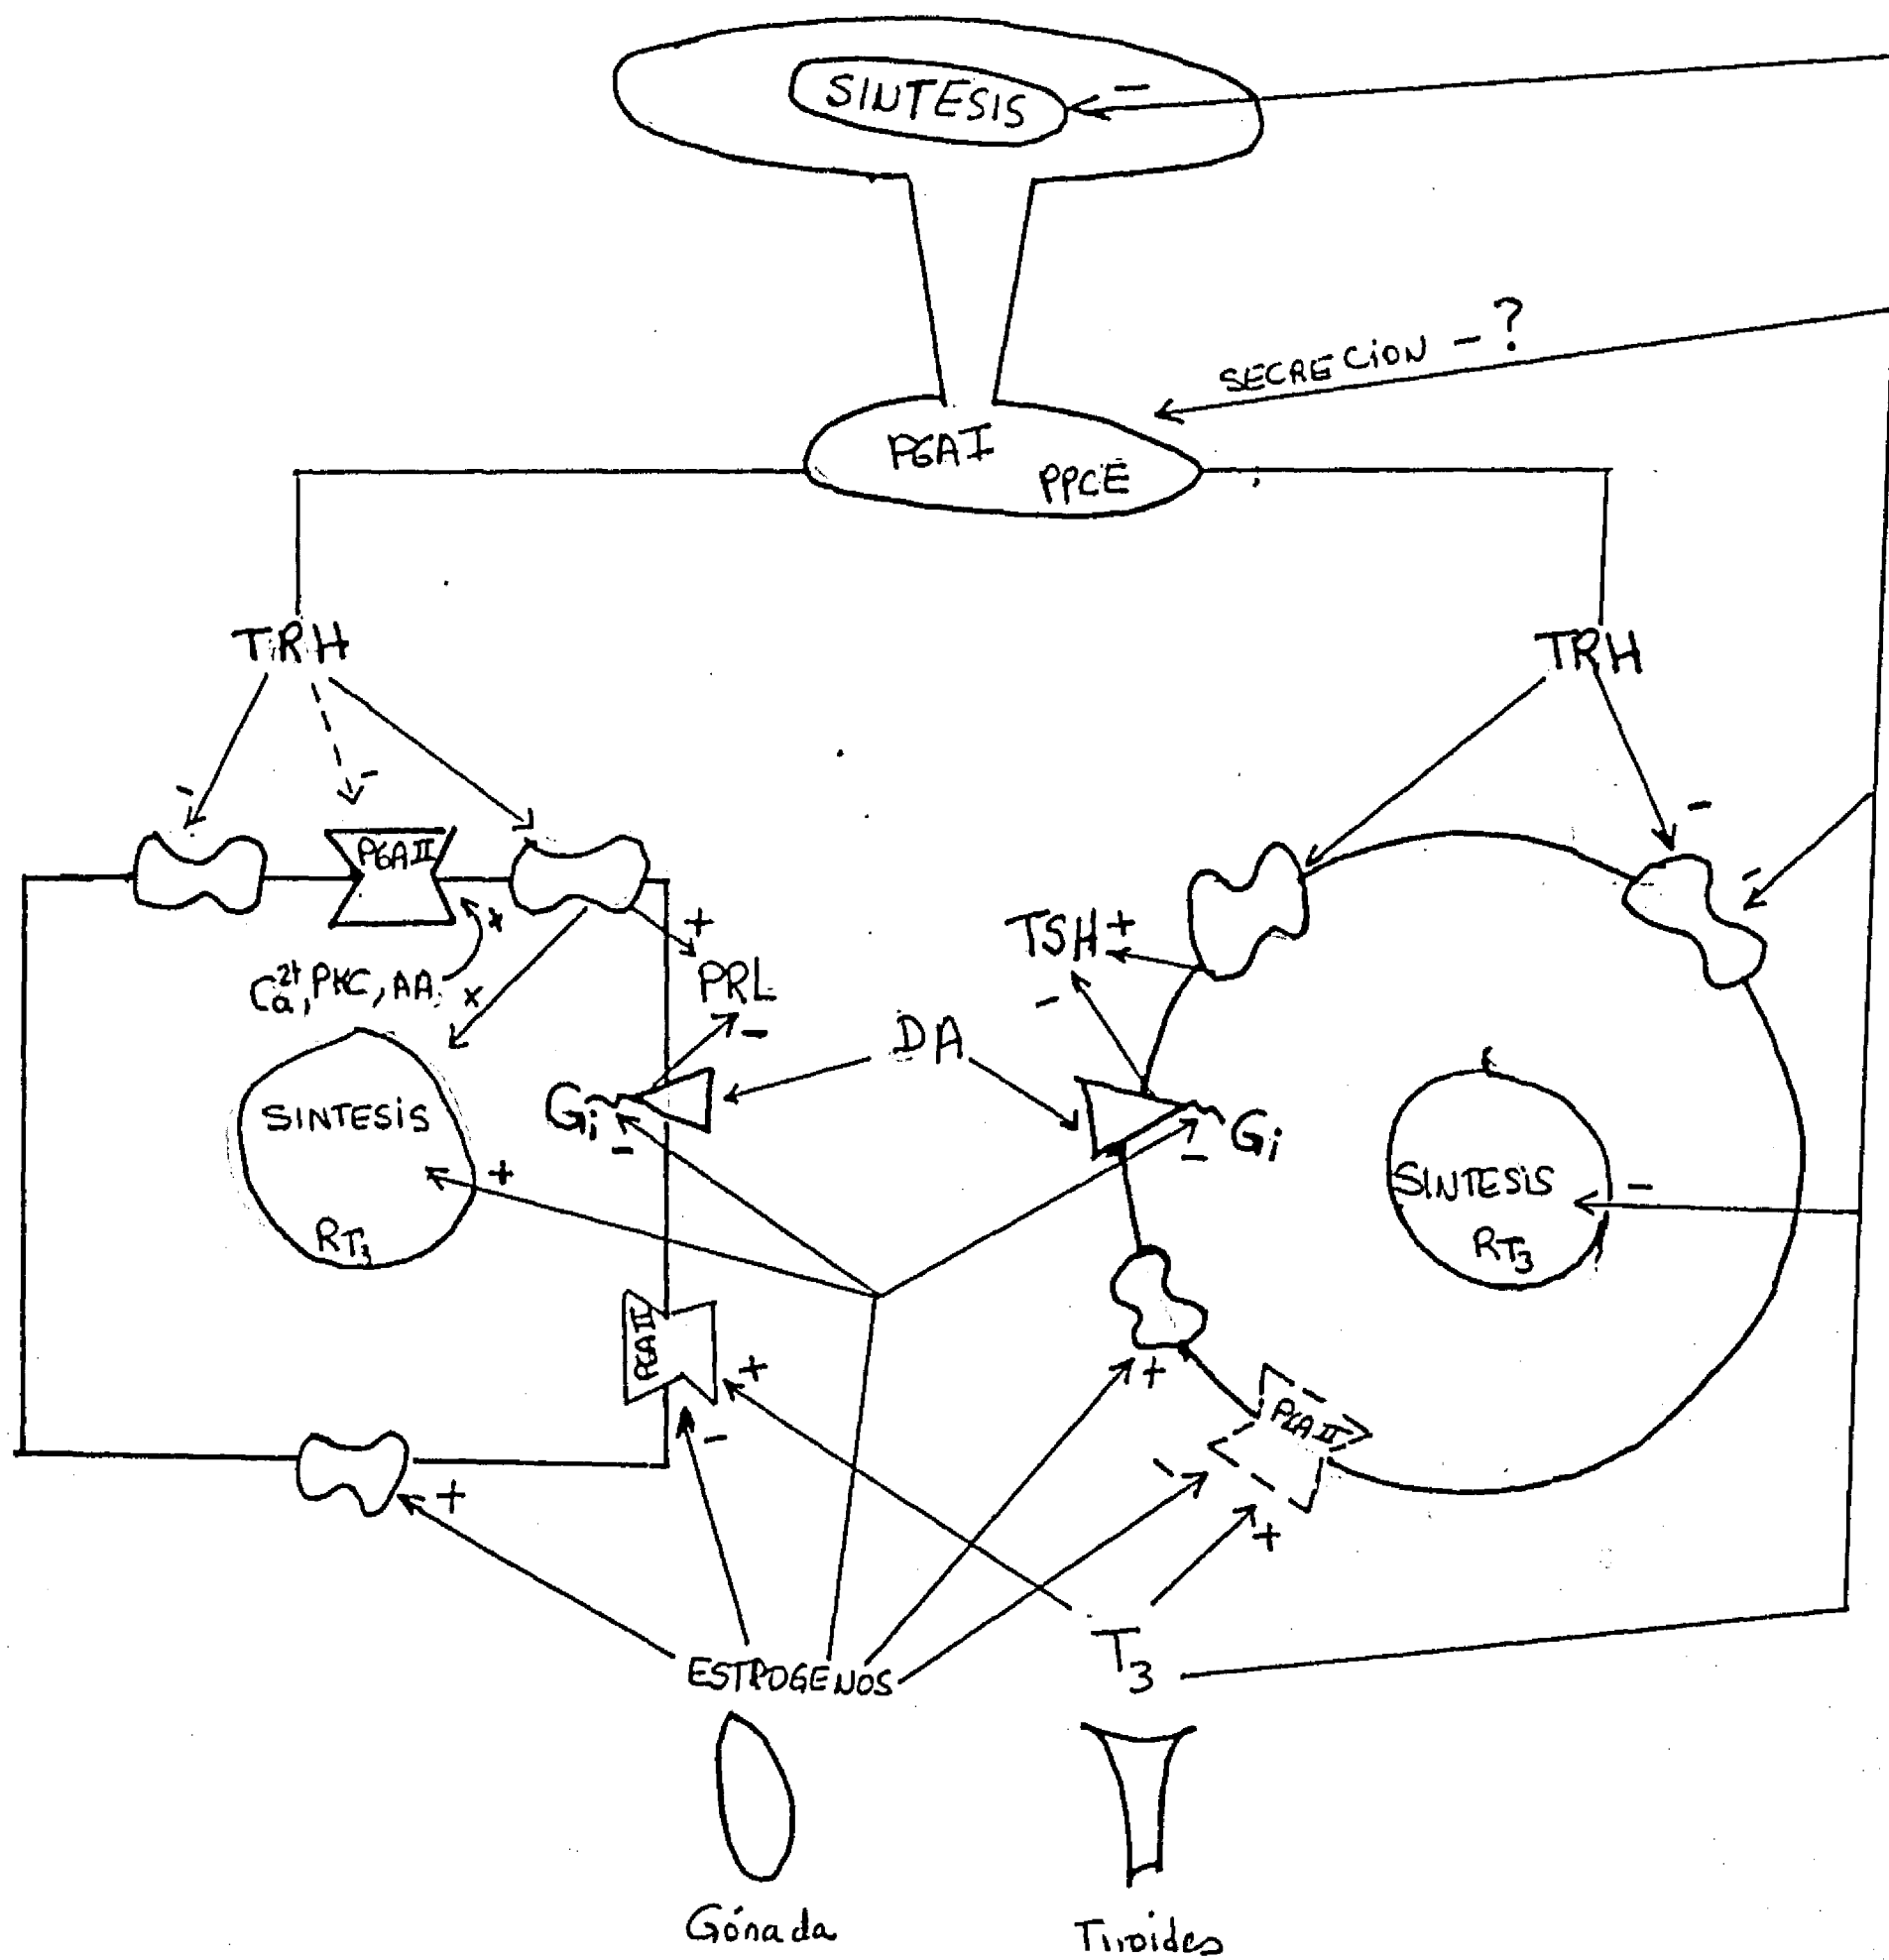 SINTESIS -
SECRECION - ?
PGA I
PPCE
TRH
TRH
- - -
- -
PGA II
+
TSH +
Ca2+, PKC, AA
x
x
PRL
-
-
DA
SINTESIS
Gi
-
Gi
-
+
SINTESIS -
RT3
RT3
PGA II
+
+
PGA II
-
-
+
+
T3
ESTROGENOS
Gónada
Tiroides